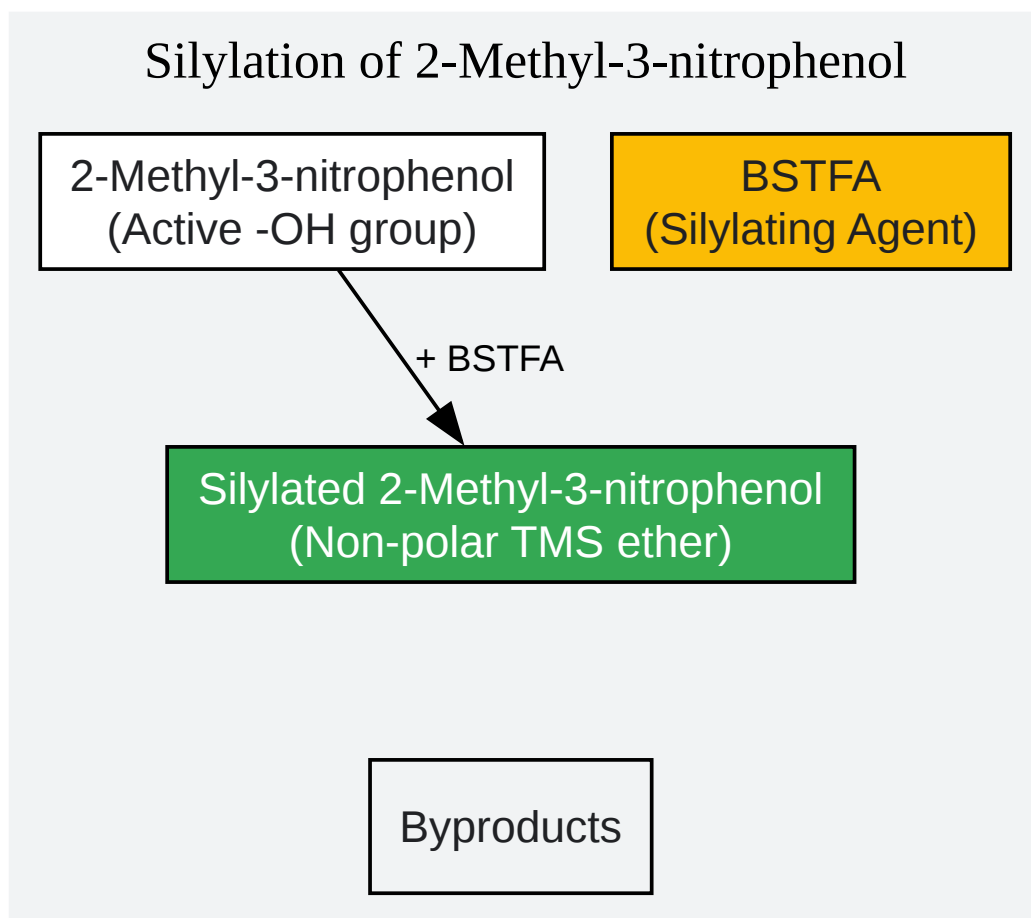 Silylation of 2-Methyl-3-nitrophenol
2-Methyl-3-nitrophenol
(Active -OH group)
BSTFA
(Silylating Agent)
+ BSTFA
Silylated 2-Methyl-3-nitrophenol
(Non-polar TMS ether)
Byproducts